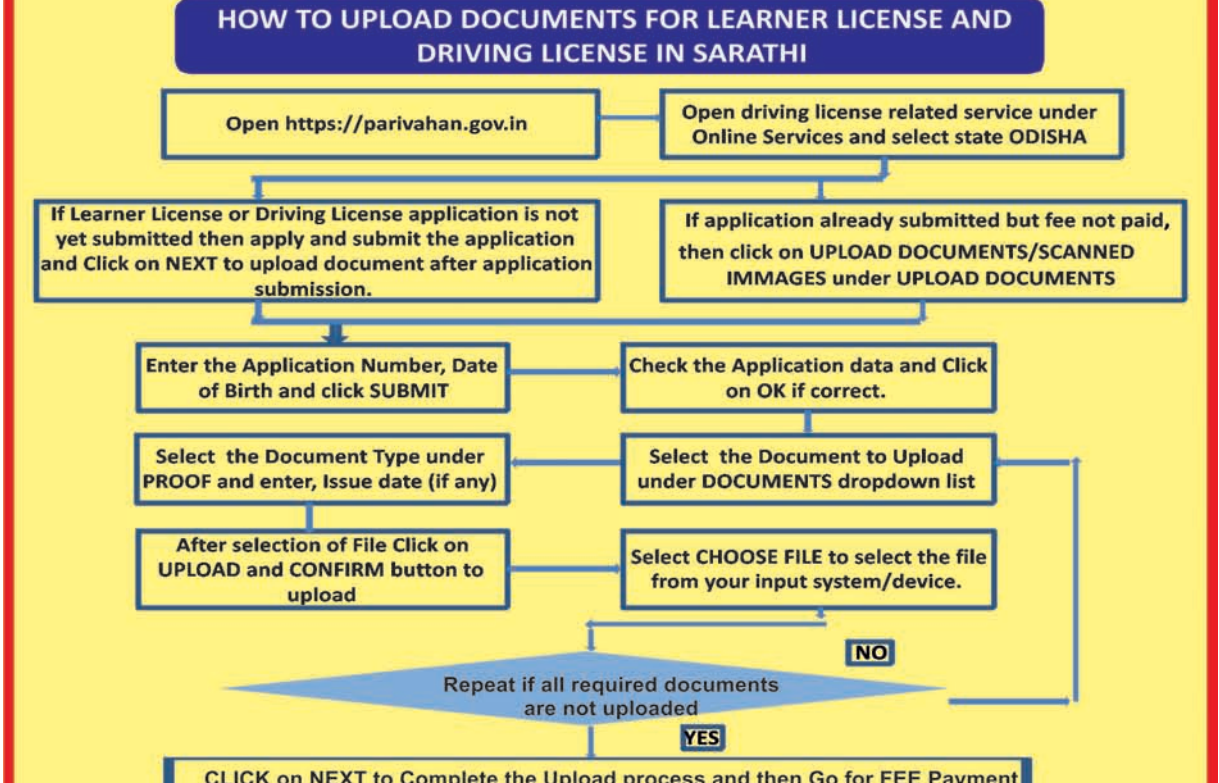 HOW TO UPLOAD DOCUMENTS FOR LEARNER LICENSE AND
DRIVING LICENSE IN SARATHI
Open https://parivahan.gov.in
Open driving license related service under
Online Services and select state ODISHA
If Learner License or Driving License application is not
yet submitted then apply and submit the application
and Click on NEXT to upload document after application
submission.
If application already submitted but fee not paid,
then click on UPLOAD DOCUMENTS/SCANNED
IMMAGES under UPLOAD DOCUMENTS
Enter the Application Number, Date
of Birth and click SUBMIT
Check the Application data and Click
on OK if correct.
Select the Document to Upload
under DOCUMENTS dropdown list
Select the Document Type under
PROOF and enter, Issue date (if any)
After selection of File Click on
UPLOAD and CONFIRM button to
upload
Select CHOOSE FILE to select the file
from your input system/device.
NO
Repeat if all required documents
are not uploaded
YES
CLICK on NEXT to Complete the Upload process and then Go for FEE Payment